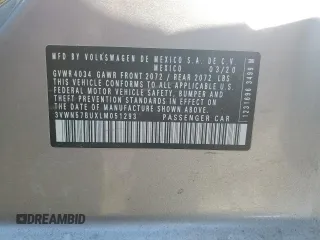 MFD BY VOLKSWAGEN DE MEXICO S.A. DE C.V.
MEXICO 03/20
GVWR 4034 GAWR FRONT 2072 / REAR 2072 LBS
THIS VEHICLE CONFORMS TO ALL APPLICABLE U.S.
FEDERAL MOTOR VEHICLE SAFETY, BUMPER, AND
THEFT PREVENTION STANDARDS IN EFFECT ON THE
DATE OF MANUFACTURE SHOWN ABOVE.
3VWN57BUXLM051283 PASSENGER CAR
DREAMBID